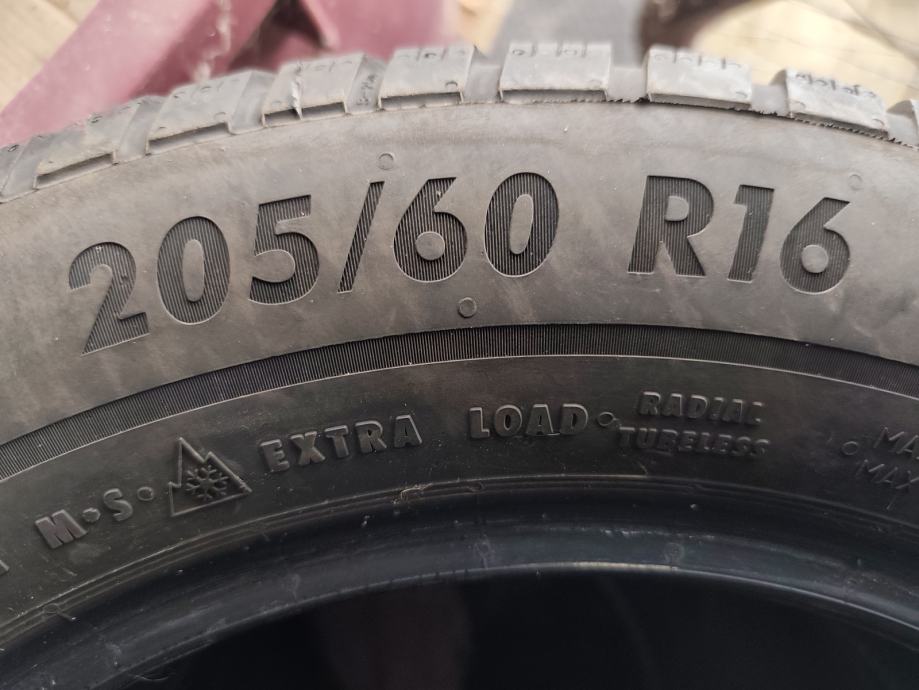 205/60 R16
M·S· EXTRA LOAD· RADIAL
TUBELESS